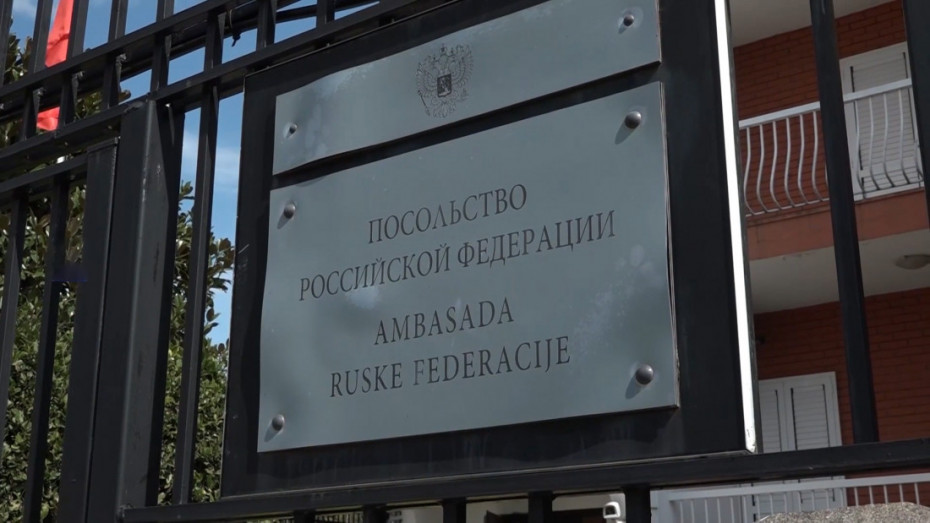 ПОСОЛЬСТВО
РОССИЙСКОЙ ФЕДЕРАЦИИ
AMBASADA
RUSKE FEDERACIJE